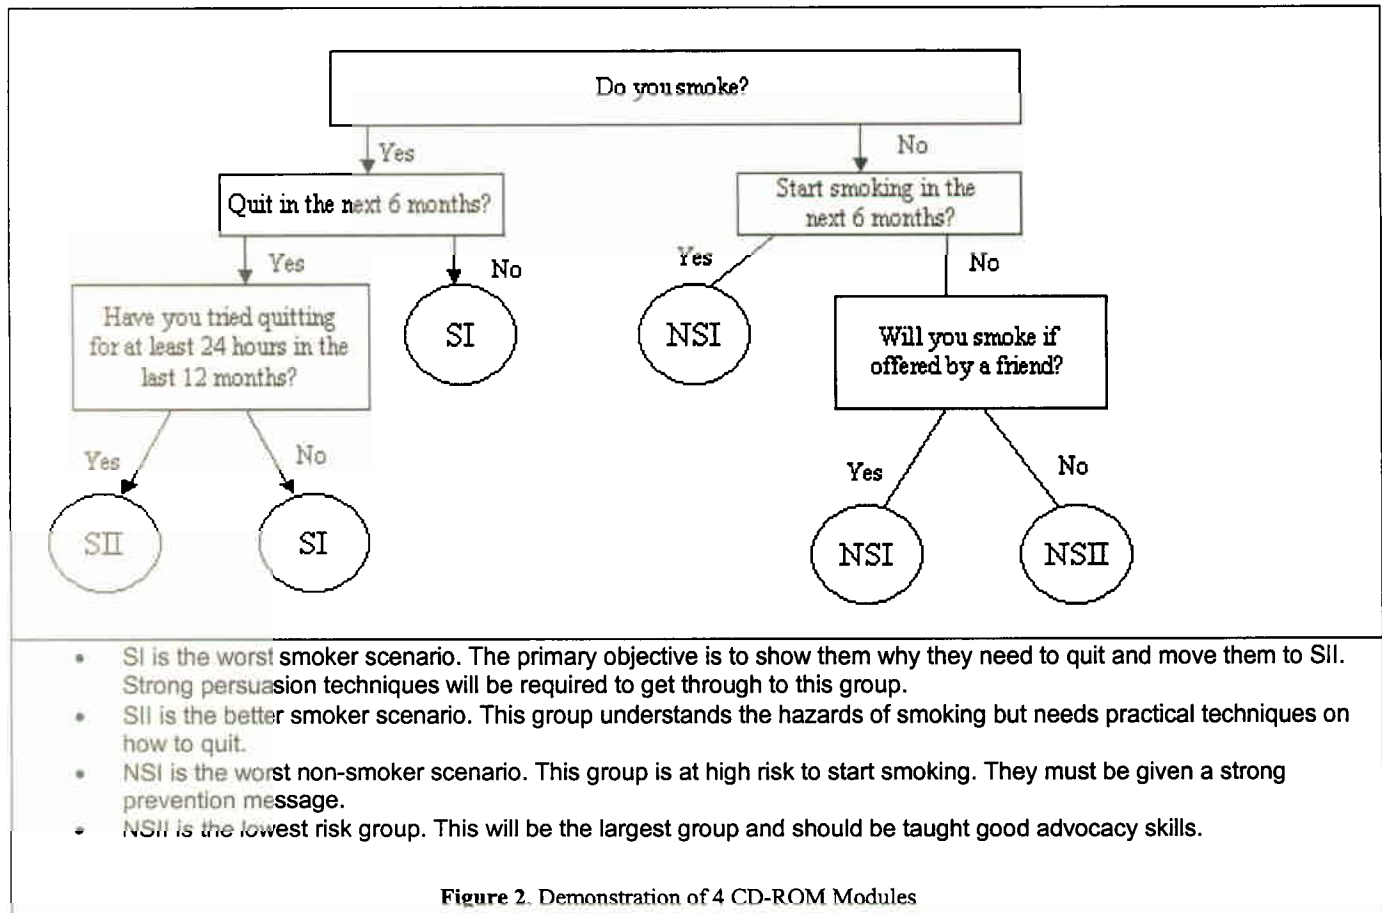 Do you smoke?
Yes
No
Quit in the next 6 months?
Start smoking in the
next 6 months?
Yes
No
Yes
No
Have you tried quitting
for at least 24 hours in the
last 12 months?
SI
NSI
Will you smoke if
offered by a friend?
Yes
No
Yes
No
SII
SI
NSI
NSII
• SI is the worst smoker scenario. The primary objective is to show them why they need to quit and move them to SII.
Strong persuasion techniques will be required to get through to this group.
• SII is the better smoker scenario. This group understands the hazards of smoking but needs practical techniques on
how to quit.
• NSI is the worst non-smoker scenario. This group is at high risk to start smoking. They must be given a strong
prevention message.
• NSII is the lowest risk group. This will be the largest group and should be taught good advocacy skills.
Figure 2. Demonstration of 4 CD-ROM Modules